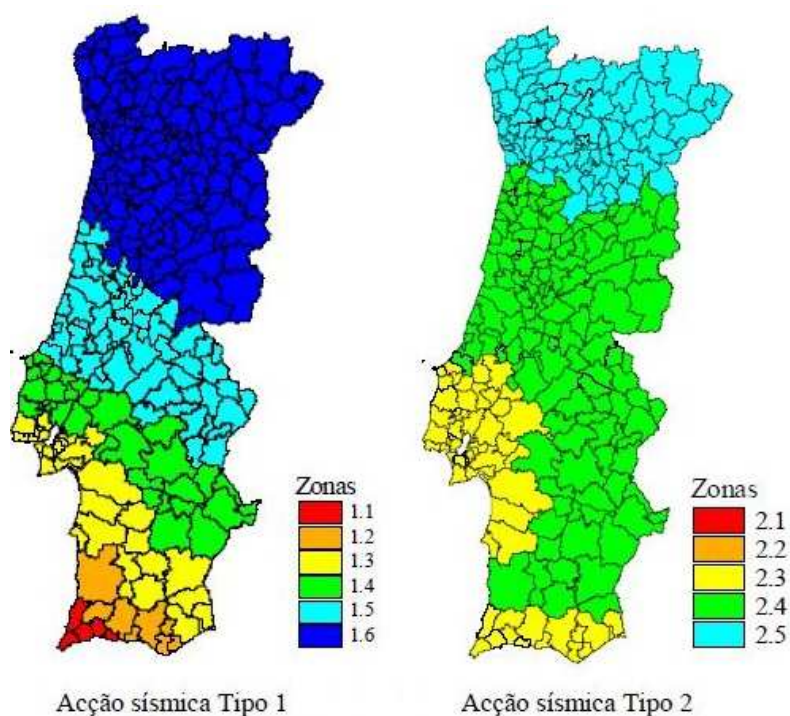 Zonas
1.1
1.2
1.3
1.4
1.5
1.6
Zonas
2.1
2.2
2.3
2.4
2.5
Acção sísmica Tipo 1
Acção sísmica Tipo 2